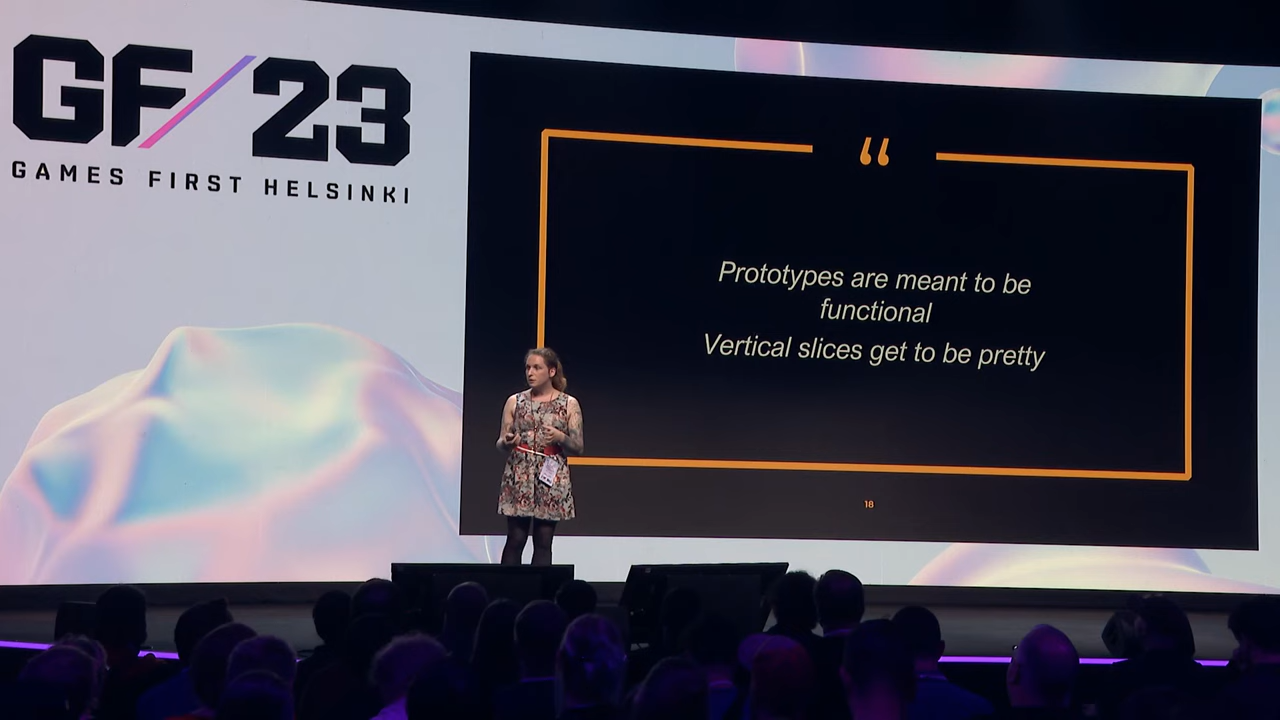 GF/23
GAMES FIRST HELSINKI
“
Prototypes are meant to be
functional
Vertical slices get to be pretty
18